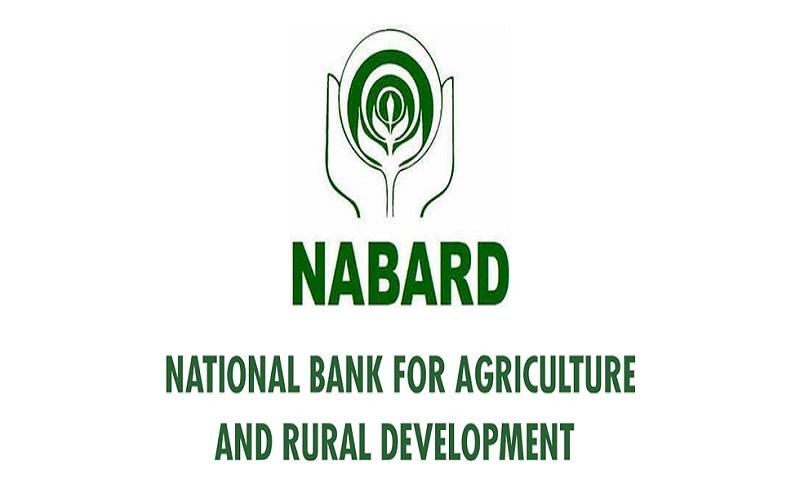 NABARD
NATIONAL BANK FOR AGRICULTURE
AND RURAL DEVELOPMENT